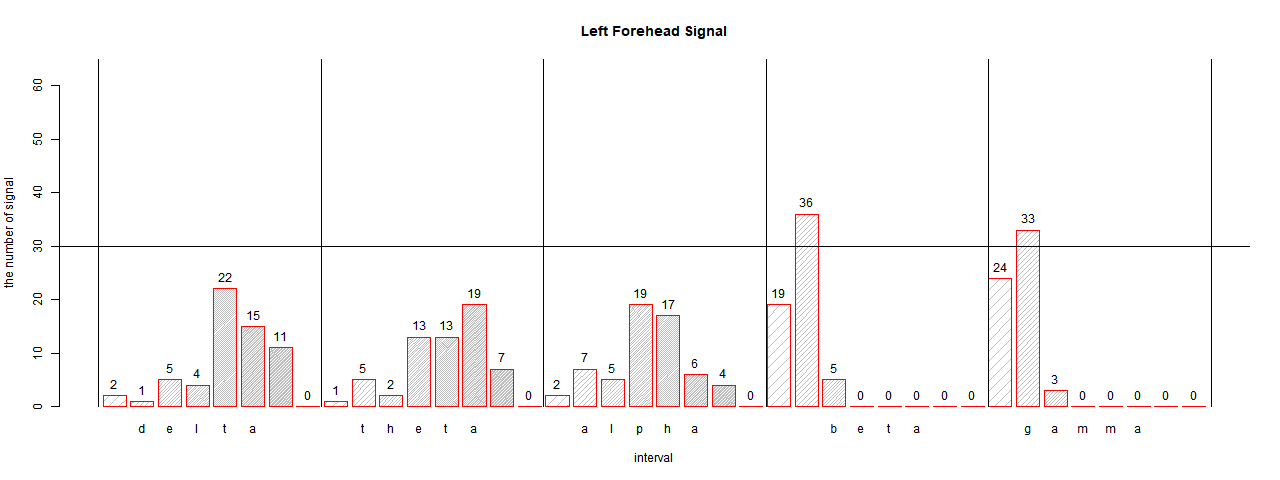 Left Forehead Signal
the number of signal
60
50
40
30
20
10
0
2 1 5 4 22 15 11 0
1 5 2 13 13 19 7 0
2 7 5 19 17 6 4 0
19 36 5 0 0 0 0 0
24 33 3 0 0 0 0 0
d e l t a t h e t a a l p h a b e t a g a m m a
interval